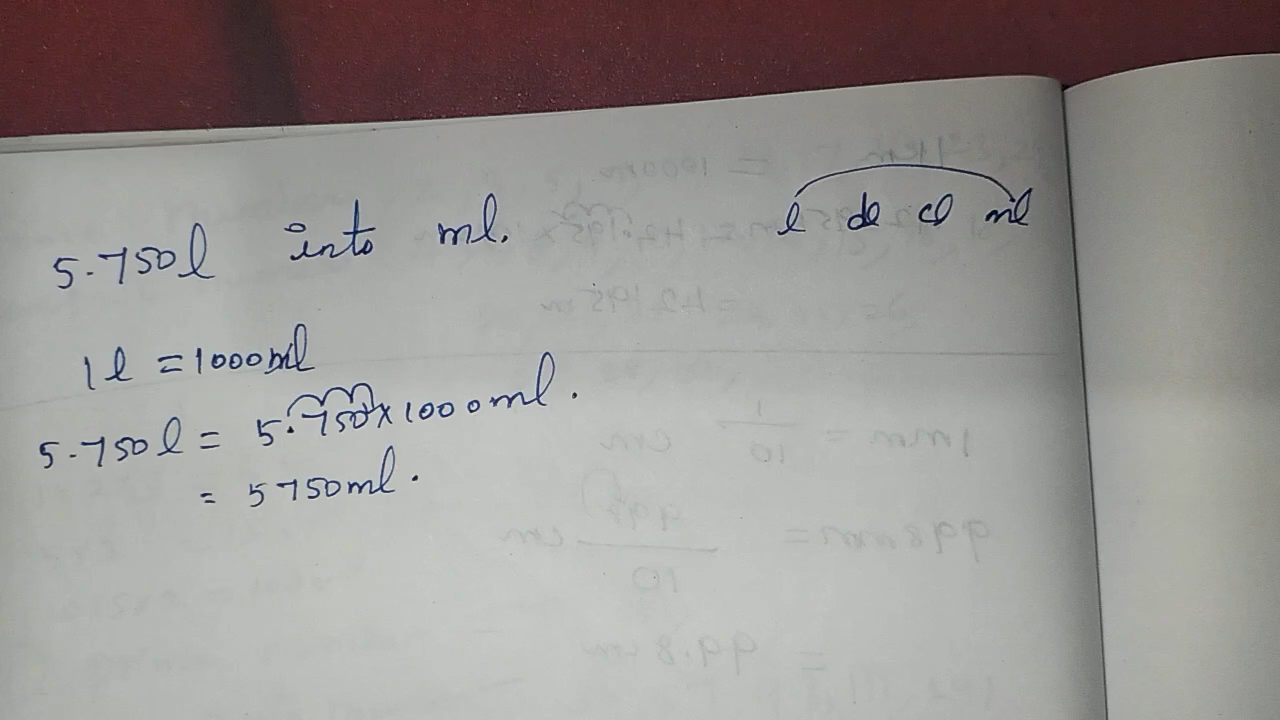 5.750l into ml.
l dl cl ml
1l = 1000ml
5.750l = 5.750x1000ml.
= 5750ml.